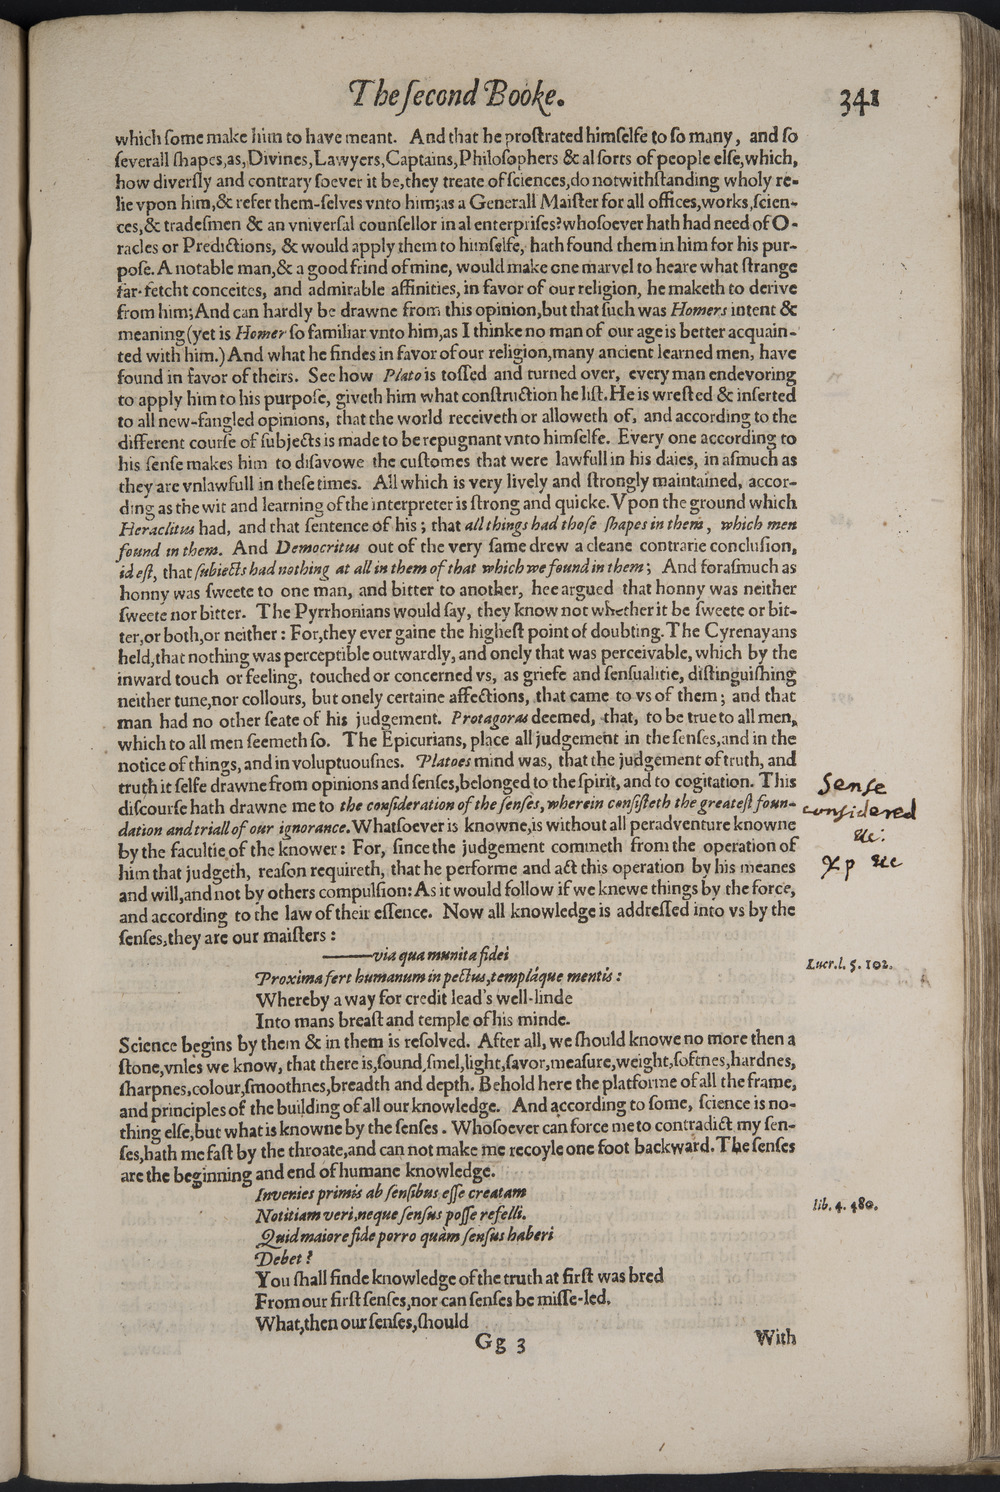 The ſecond Booke.
341
which ſome make him to have meant. And that he proſtrated himſelfe to ſo many, and ſo
ſeverall ſhapes, as, Divines, Lawyers, Captains, Philoſophers & al ſorts of people elſe, which,
how diverſly and contrary ſoever it be, they treate of ſciences, do notwithſtanding wholy re-
lie vpon him, & refer them-ſelves vnto him; as a Generall Maiſter for all offices, works, ſcien-
ces, & tradeſmen & an vniverſal counſellor in al enterpriſes? whoſoever hath had need of O-
racles or Predictions, & would apply them to himſelfe, hath found them in him for his pur-
poſe. A notable man, & a good frind of mine, would make one marvel to heare what ſtrange
far-fetcht conceites, and admirable affinities, in favor of our religion, he maketh to derive
from him; And can hardly be drawne from this opinion, but that ſuch was Homers intent &
meaning (yet is Homer ſo familiar vnto him, as I thinke no man of our age is better acquain-
ted with him.) And what he findes in favor of our religion, many ancient learned men, have
found in favor of theirs. See how Plato is toſſed and turned over, every man endevoring
to apply him to his purpoſe, giveth him what conſtruction he liſt. He is wreſted & inſerted
to all new-fangled opinions, that the world receiveth or alloweth of, and according to the
different courſe of ſubjects is made to be repugnant vnto himſelfe. Every one according to
his ſenſe makes him to diſavowe the cuſtomes that were lawfull in his daies, in aſmuch as
they are vnlawfull in theſe times. All which is very lively and ſtrongly maintained, accor-
ding as the wit and learning of the interpreter is ſtrong and quicke. Vpon the ground which
Heraclitus had, and that ſentence of his; that all things had thoſe ſhapes in them, which men
found in them. And Democritus out of the very ſame drew a cleane contrarie concluſion,
id eſt, that ſubiects had nothing at all in them of that which we found in them; And foraſmuch as
honny was ſweete to one man, and bitter to another, hee argued that honny was neither
ſweete nor bitter. The Pyrrhonians would ſay, they know not whether it be ſweete or bit-
ter, or both, or neither: For, they ever gaine the higheſt point of doubting. The Cyrenayans
held, that nothing was perceptible outwardly, and onely that was perceivable, which by the
inward touch or feeling, touched or concerned vs, as griefe and ſenſualitie, diſtinguiſhing
neither tune, nor collours, but onely certaine affections, that came to vs of them; and that
man had no other ſeate of his judgement. Protagoras deemed, that, to be true to all men,
which to all men ſeemeth ſo. The Epicurians, place all judgement in the ſenſes, and in the
notice of things, and in voluptuouſnes. Platoes mind was, that the judgement of truth, and
truth it ſelfe drawne from opinions and ſenſes, belonged to the ſpirit, and to cogitation. This
diſcourſe hath drawne me to the conſideration of the ſenſes, wherein conſiſteth the greateſt foun-
dation and triall of our ignorance. Whatſoever is knowne, is without all peradventure knowne
by the facultie of the knower: For, ſince the judgement commeth from the operation of
him that judgeth, reaſon requireth, that he performe and act this operation by his meanes
and will, and not by others compulſion: As it would follow if we knewe things by the force,
and according to the law of their eſſence. Now all knowledge is addreſſed into vs by the
ſenſes, they are our maiſters:
Senſe
conſidered
&c:
———via qua munita fidei
Proxima fert humanum in pectus, templáque mentis:
Lucr. l. 5. 102.
Whereby a way for credit lead's well-linde
Into mans breaſt and temple of his minde.
Science begins by them & in them is reſolved. After all, we ſhould knowe no more then a
ſtone, vnles we know, that there is, ſound, ſmel, light, ſavor, meaſure, weight, ſoftnes, hardnes,
ſharpnes, colour, ſmoothnes, breadth and depth. Behold here the platforme of all the frame,
and principles of the building of all our knowledge. And according to ſome, ſcience is no-
thing elſe, but what is knowne by the ſenſes. Whoſoever can force me to contradict my ſen-
ſes, hath me faſt by the throate, and can not make me recoyle one foot backward. The ſenſes
are the beginning and end of humane knowledge.
Invenies primis ab ſenſibus eſſe creatam
Notitiam veri, neque ſenſus poſſe refelli.
lib. 4. 480.
Quid maiore fide porro quàm ſenſus haberi
Debet?
You ſhall finde knowledge of the truth at firſt was bred
From our firſt ſenſes, nor can ſenſes be miſſe-led.
What, then our ſenſes, ſhould
Gg 3
With